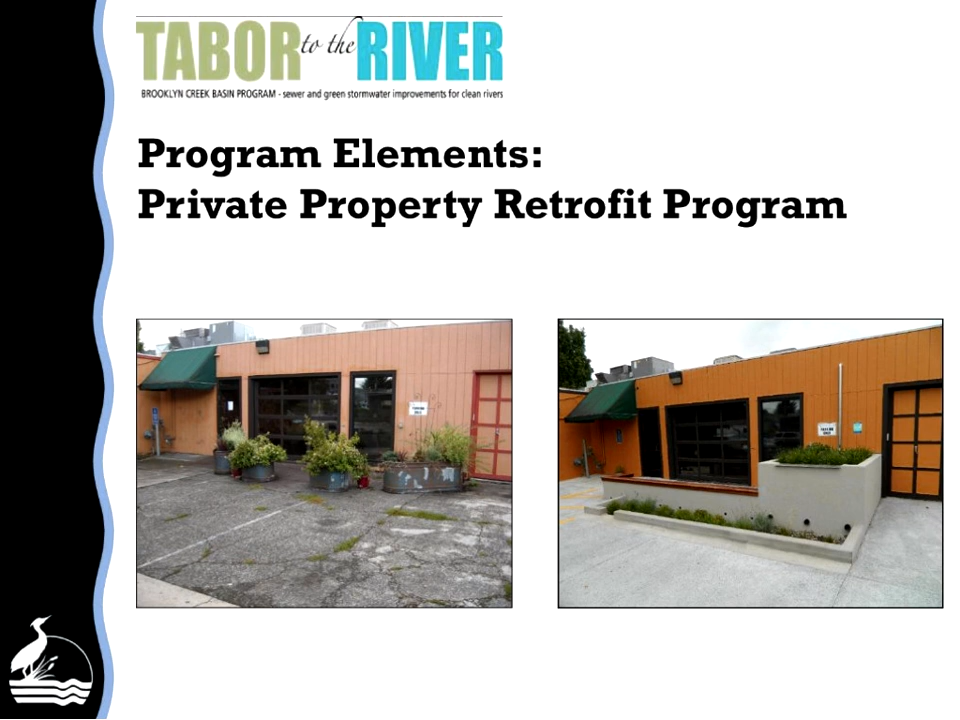 TABOR to the RIVER
BROOKLYN CREEK BASIN PROGRAM - sewer and green stormwater improvements for clean rivers
Program Elements:
Private Property Retrofit Program